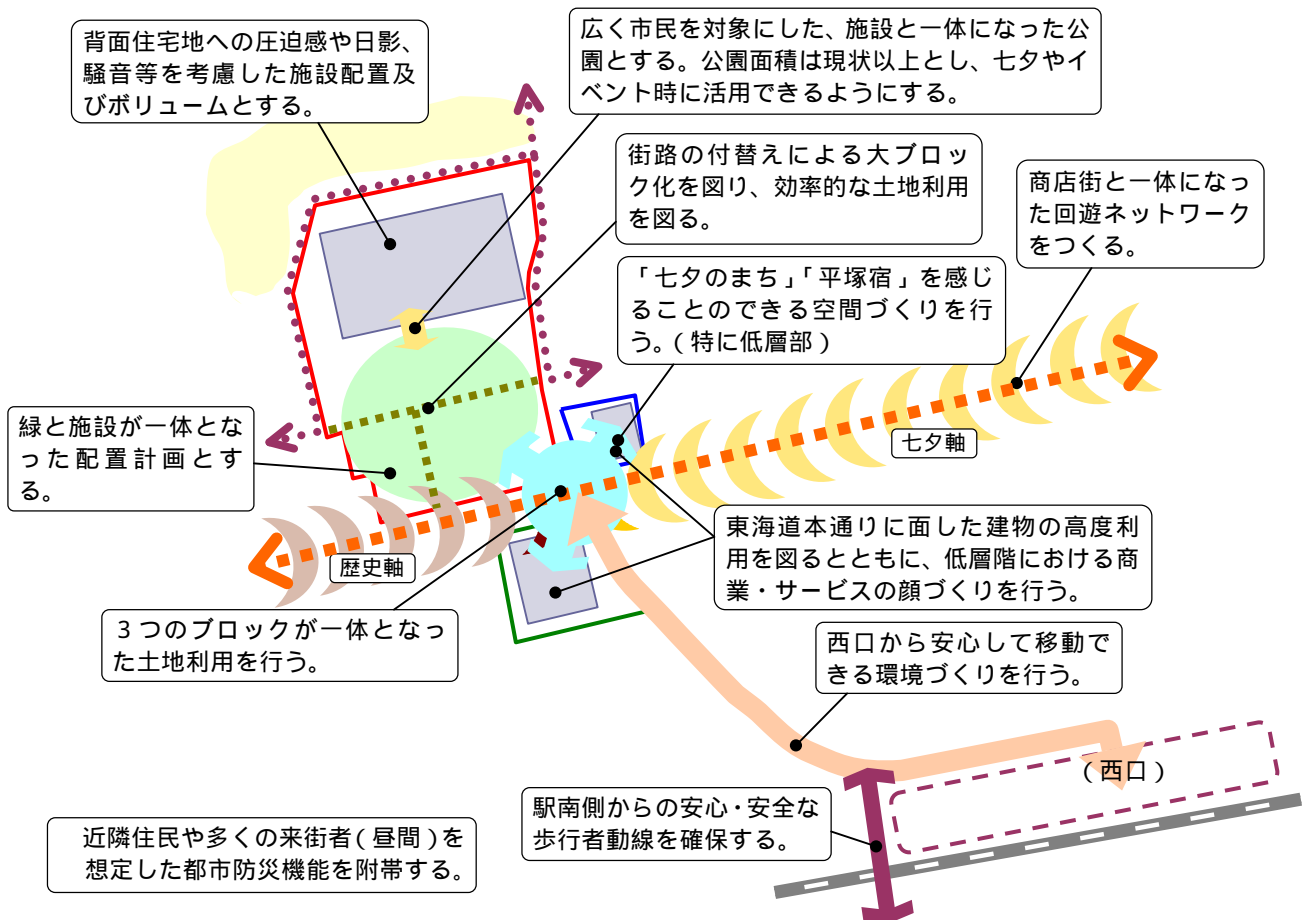 背面住宅地への圧迫感や日影、
騒音等を考慮した施設配置及
びボリュームとする。
広く市民を対象にした、施設と一体になった公
園とする。公園面積は現状以上とし、七夕やイ
ベント時に活用できるようにする。
街路の付替えによる大ブロッ
ク化を図り、効率的な土地利用
を図る。
商店街と一体になっ
た回遊ネットワーク
をつくる。
「七夕のまち」「平塚宿」を感じ
ることのできる空間づくりを行
う。（特に低層部）
緑と施設が一体とな
った配置計画とす
る。
七夕軸
歴史軸
東海道本通りに面した建物の高度利
用を図るとともに、低層階における商
業・サービスの顔づくりを行う。
３つのブロックが一体となっ
た土地利用を行う。
西口から安心して移動で
きる環境づくりを行う。
（西口）
駅南側からの安心・安全な
歩行者動線を確保する。
近隣住民や多くの来街者（昼間）を
想定した都市防災機能を附帯する。